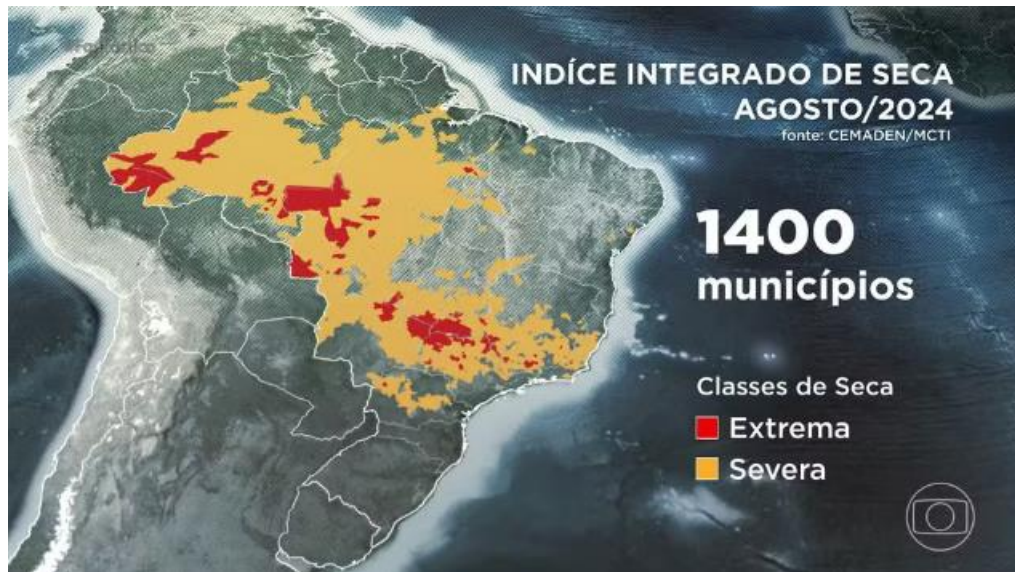 INDÍCE INTEGRADO DE SECA
AGOSTO/2024
fonte: CEMADEN/MCTI
1400
municípios
Classes de Seca
Extrema
Severa